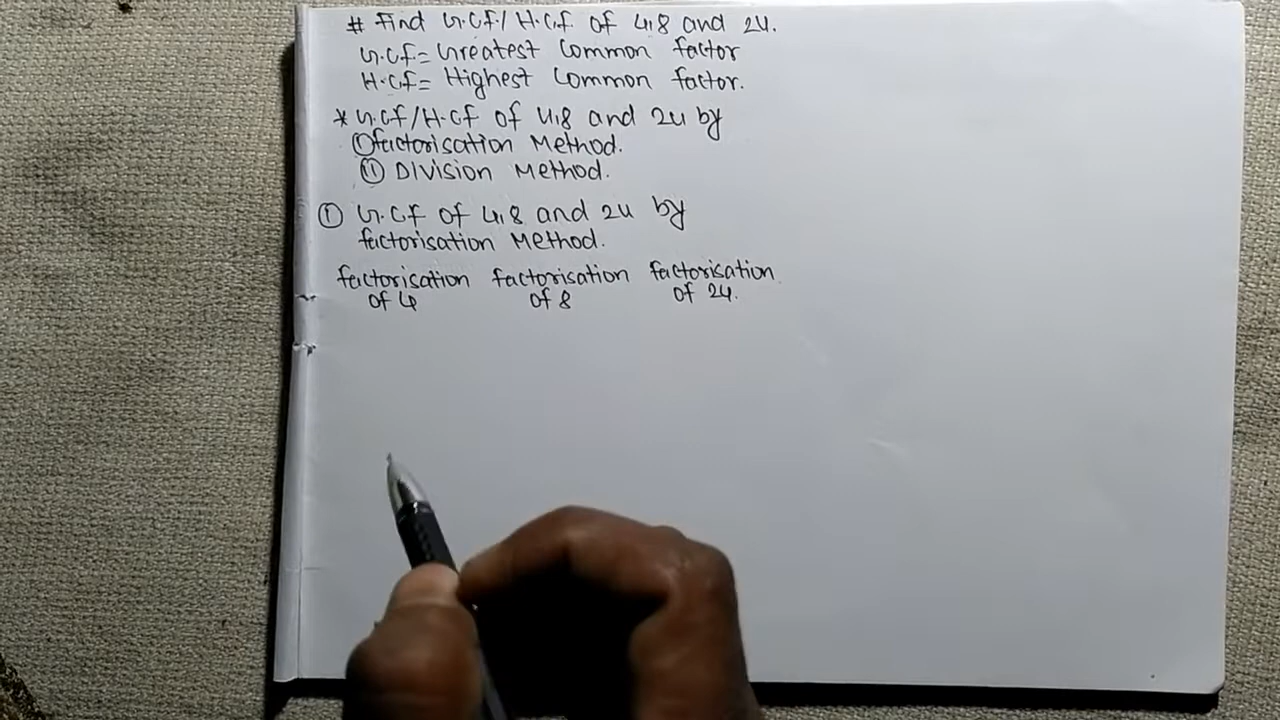 # Find G.C.f/ H.C.f of 4,8 and 24.
G.C.f = Greatest Common factor
H.C.f = Highest Common factor.
* G.Cf/H.Cf of 4,8 and 24 by
(I) factorisation Method.
(II) Division Method.
(I) G.C.f of 4,8 and 24 by
factorisation Method.
factorisation factorisation factorisation
of 4 of 8 of 24.